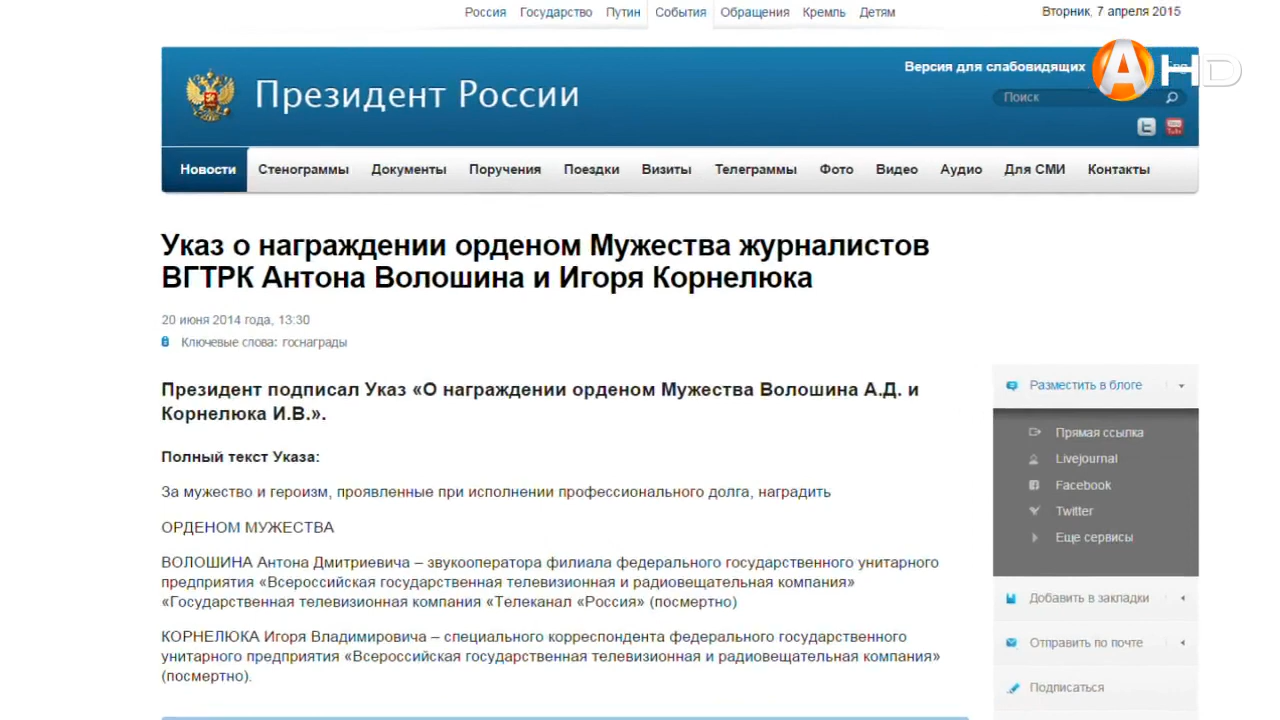 Россия Государство Путин События Обращения Кремль Детям
Вторник, 7 апреля 2015
Версия для слабовидящих Eng
Президент России
Поиск
Новости Стенограммы Документы Поручения Поездки Визиты Телеграммы Фото Видео Аудио Для СМИ Контакты
Указ о награждении орденом Мужества журналистов
ВГТРК Антона Волошина и Игоря Корнелюка
20 июня 2014 года, 13:30
Ключевые слова: госнаграды
Президент подписал Указ «О награждении орденом Мужества Волошина А.Д. и
Корнелюка И.В.».
Полный текст Указа:
За мужество и героизм, проявленные при исполнении профессионального долга, наградить
ОРДЕНОМ МУЖЕСТВА
ВОЛОШИНА Антона Дмитриевича – звукооператора филиала федерального государственного унитарного
предприятия «Всероссийская государственная телевизионная и радиовещательная компания»
«Государственная телевизионная компания «Телеканал «Россия» (посмертно)
КОРНЕЛЮКА Игоря Владимировича – специального корреспондента федерального государственного
унитарного предприятия «Всероссийская государственная телевизионная и радиовещательная компания»
(посмертно).
Разместить в блоге
Прямая ссылка
Livejournal
Facebook
Twitter
Еще сервисы
Добавить в закладки
Отправить по почте
Подписаться
A HD